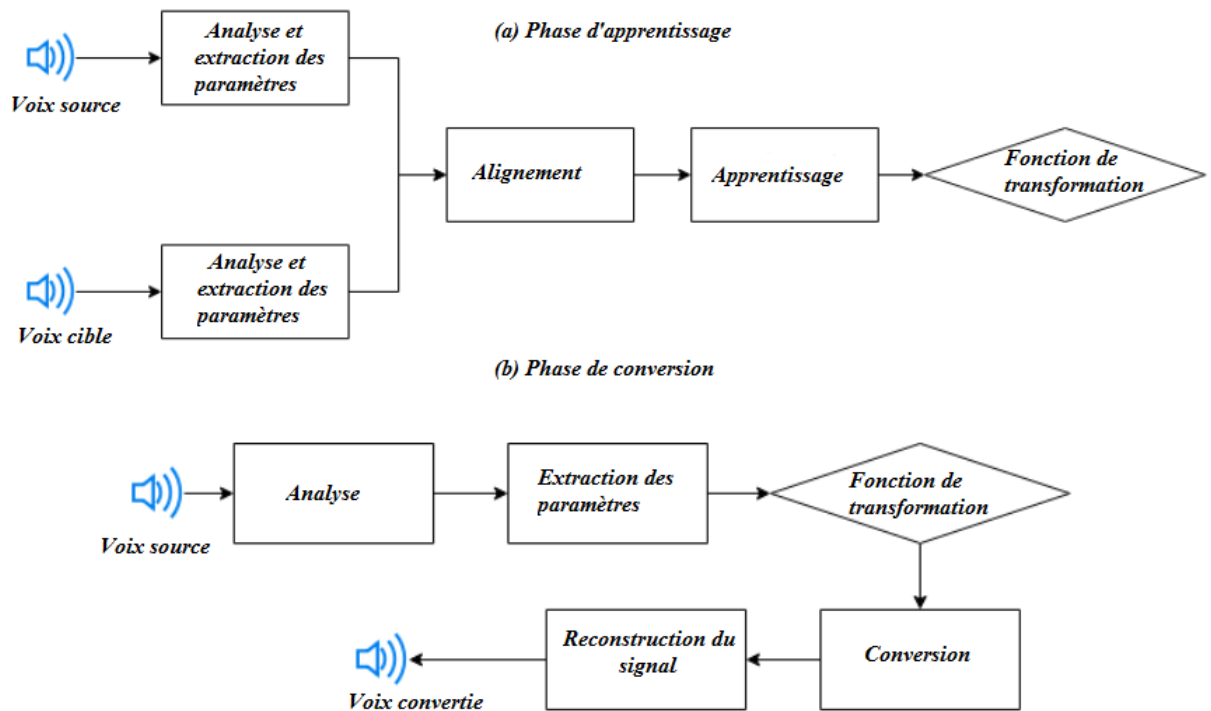 (a) Phase d'apprentissage
Analyse et
extraction des
paramètres
Voix source
Alignement
Apprentissage
Fonction de
transformation
Analyse et
extraction des
paramètres
Voix cible
(b) Phase de conversion
Analyse
Extraction des
paramètres
Fonction de
transformation
Voix source
Reconstruction du
signal
Conversion
Voix convertie